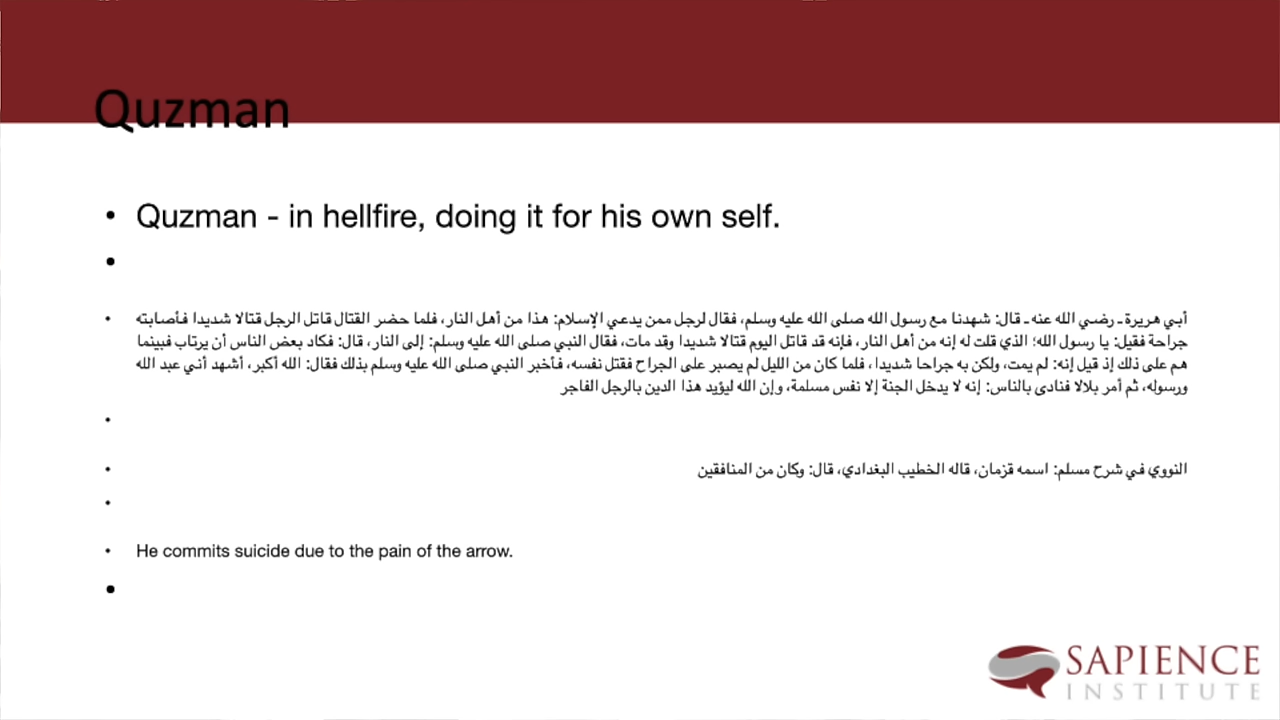 Quzman
• Quzman - in hellfire, doing it for his own self.
•
• أبي هريرة ـ رضي الله عنه ـ قال: شهدنا مع رسول الله صلى الله عليه وسلم، فقال لرجل ممن يدعي الإسلام: هذا من أهل النار، فلما حضر القتال قاتل الرجل قتالا شديدا فأصابته
جراحة فقيل: يا رسول الله؛ الذي قلت له إنه من أهل النار، فإنه قد قاتل اليوم قتالا شديدا وقد مات، فقال النبي صلى الله عليه وسلم: إلى النار، قال: فكاد بعض الناس أن يرتاب فبينما
هم على ذلك إذ قيل إنه: لم يمت، ولكن به جراحا شديدا، فلما كان من الليل لم يصبر على الجراح فقتل نفسه، فأخبر النبي صلى الله عليه وسلم بذلك فقال: الله أكبر، أشهد أني عبد الله
ورسوله، ثم أمر بلالا فنادى بالناس: إنه لا يدخل الجنة إلا نفس مسلمة، وإن الله ليؤيد هذا الدين بالرجل الفاجر
•
• النووي في شرح مسلم: اسمه قزمان، قاله الخطيب البغدادي، قال: وكان من المنافقين
•
• He commits suicide due to the pain of the arrow.
•
SAPIENCE
INSTITUTE